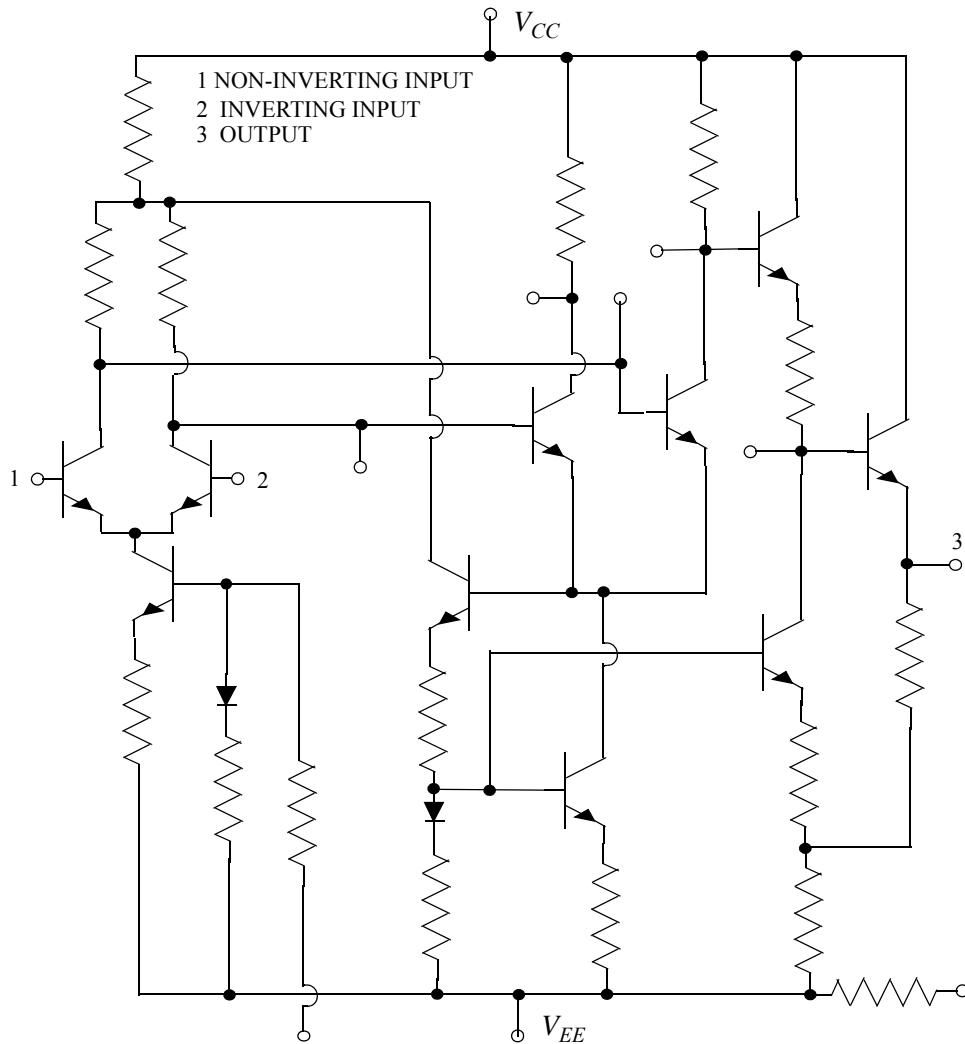 V_CC
1 NON-INVERTING INPUT
2 INVERTING INPUT
3 OUTPUT
1
2
3
V_EE